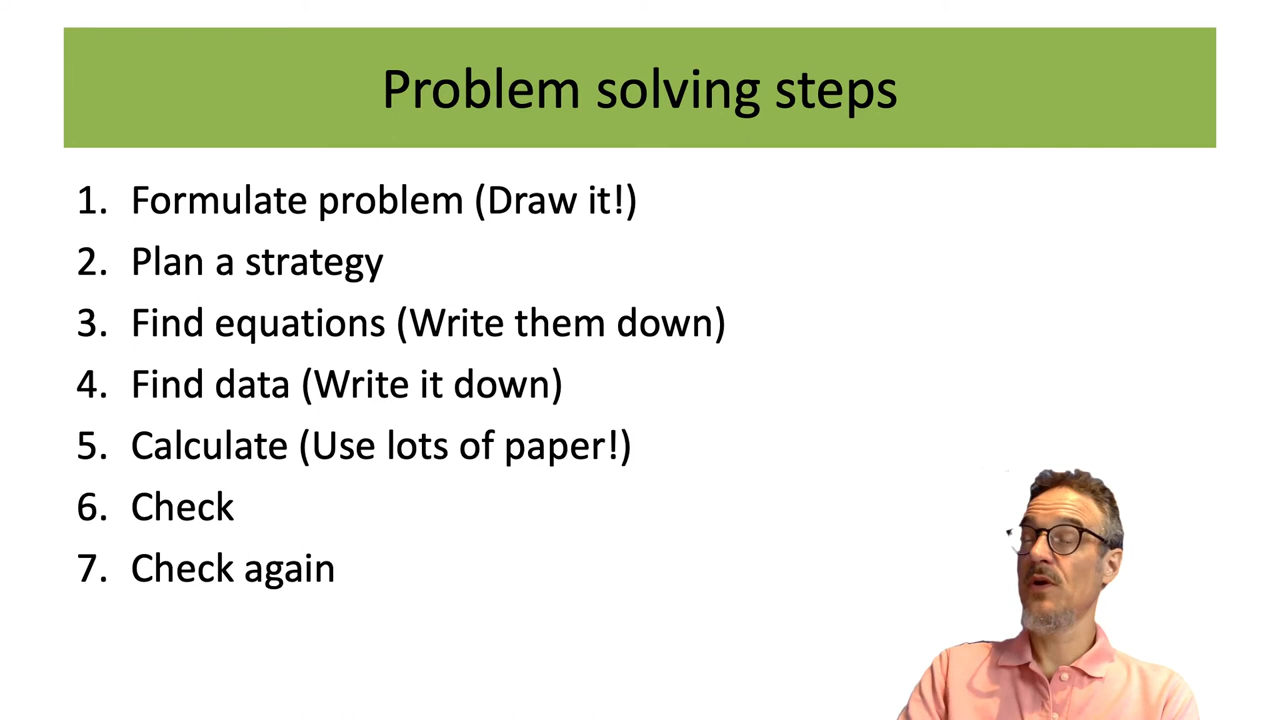 Problem solving steps
1. Formulate problem (Draw it!)
2. Plan a strategy
3. Find equations (Write them down)
4. Find data (Write it down)
5. Calculate (Use lots of paper!)
6. Check
7. Check again